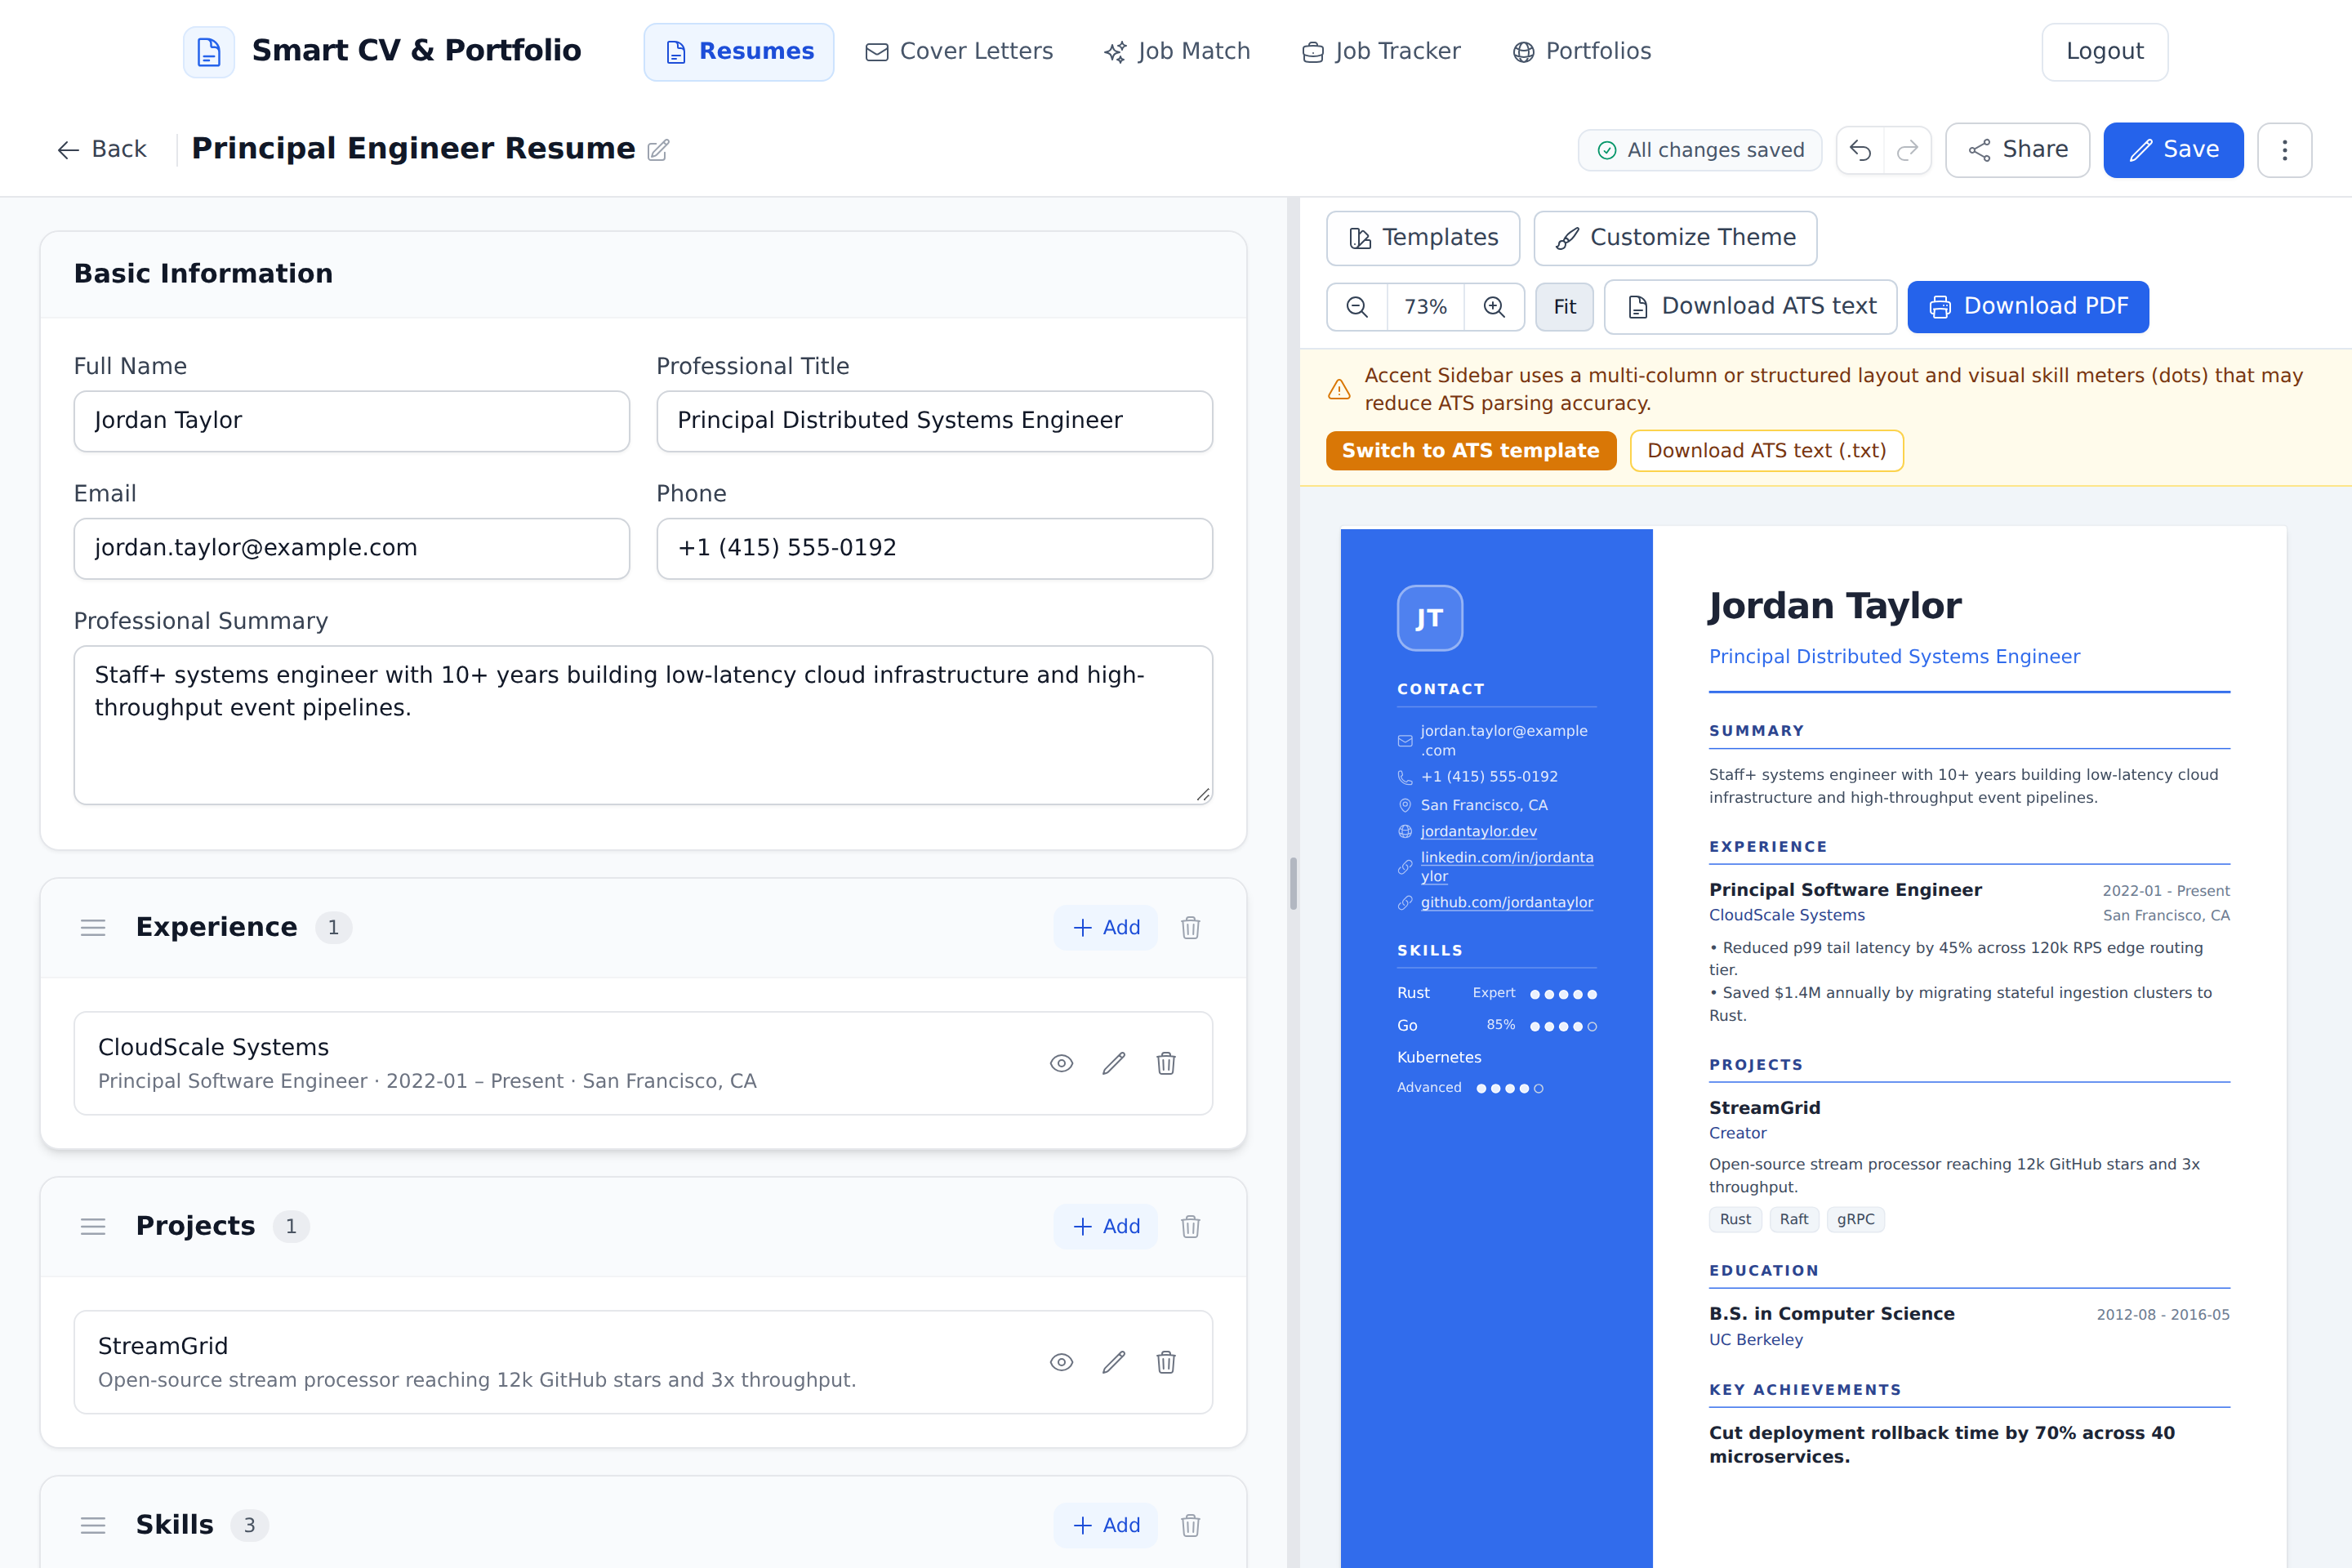 Smart CV & Portfolio
Resumes
Cover Letters
Job Match
Job Tracker
Portfolios
Logout
Back
Principal Engineer Resume
All changes saved
Share
Save
Basic Information
Full Name
Professional Title
Jordan Taylor
Principal Distributed Systems Engineer
Email
Phone
jordan.taylor@example.com
+1 (415) 555-0192
Professional Summary
Staff+ systems engineer with 10+ years building low-latency cloud infrastructure and high-
throughput event pipelines.
Experience 1
Add
CloudScale Systems
Principal Software Engineer · 2022-01 – Present · San Francisco, CA
Projects 1
Add
StreamGrid
Open-source stream processor reaching 12k GitHub stars and 3x throughput.
Skills 3
Add
Templates
Customize Theme
73%
Fit
Download ATS text
Download PDF
Accent Sidebar uses a multi-column or structured layout and visual skill meters (dots) that may
reduce ATS parsing accuracy.
Switch to ATS template
Download ATS text (.txt)
JT
CONTACT
jordan.taylor@example
.com
+1 (415) 555-0192
San Francisco, CA
jordantaylor.dev
linkedin.com/in/jordanta
ylor
github.com/jordantaylor
SKILLS
Rust Expert
Go 85%
Kubernetes
Advanced
Jordan Taylor
Principal Distributed Systems Engineer
SUMMARY
Staff+ systems engineer with 10+ years building low-latency cloud
infrastructure and high-throughput event pipelines.
EXPERIENCE
Principal Software Engineer 2022-01 - Present
CloudScale Systems San Francisco, CA
• Reduced p99 tail latency by 45% across 120k RPS edge routing
tier.
• Saved $1.4M annually by migrating stateful ingestion clusters to
Rust.
PROJECTS
StreamGrid
Creator
Open-source stream processor reaching 12k GitHub stars and 3x
throughput.
Rust Raft gRPC
EDUCATION
B.S. in Computer Science 2012-08 - 2016-05
UC Berkeley
KEY ACHIEVEMENTS
Cut deployment rollback time by 70% across 40
microservices.